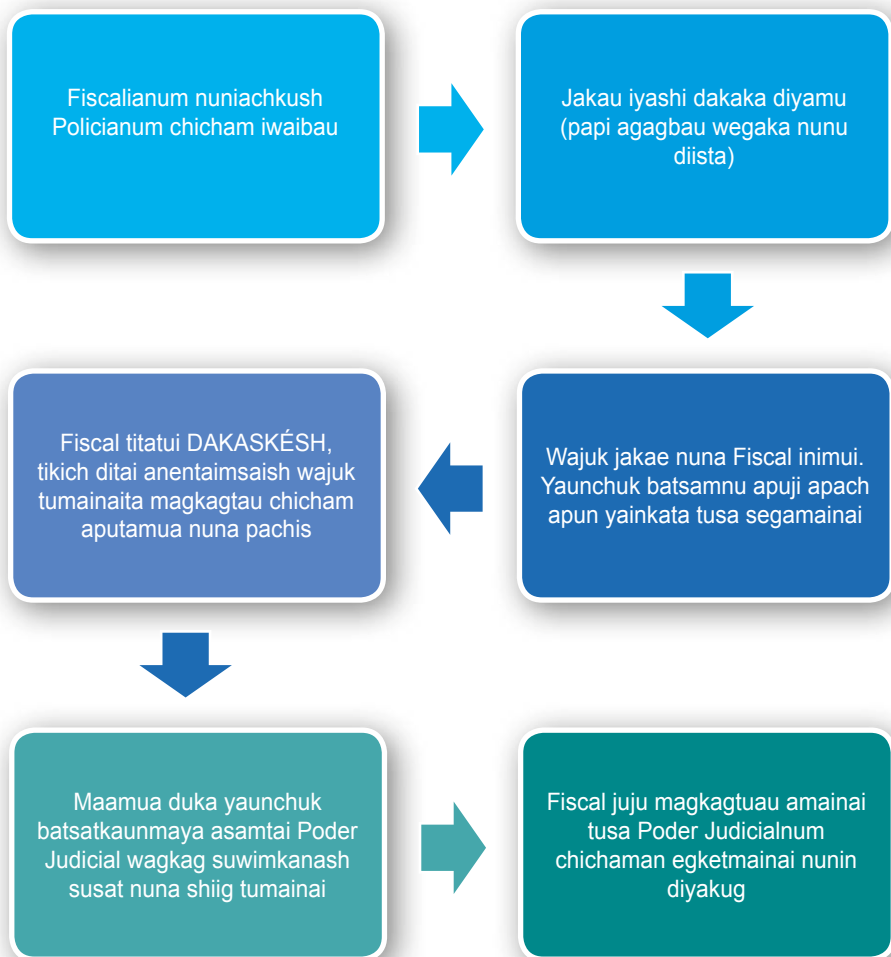 Fiscalianum nuniachkush
Policianum chicham iwaibau
Jakau iyashi dakaka diyamu
(papi agagbau wegaka nunu
diista)
Wajuk jakae nuna Fiscal inimui.
Yaunchuk batsamnu apuji apach
apun yainkata tusa segamainai
Fiscal titatui DAKASKÉSH,
tikich ditai anentaimsaish wajuk
tumainaita magkagtau chicham
aputamua nuna pachis
Maamua duka yaunchuk
batsatkaunmaya asamtai Poder
Judicial wagkag suwimkanash
susat nuna shiig tumainai
Fiscal juju magkagtuau amainai
tusa Poder Judicialnum
chichaman egketmainai nunin
diyakug